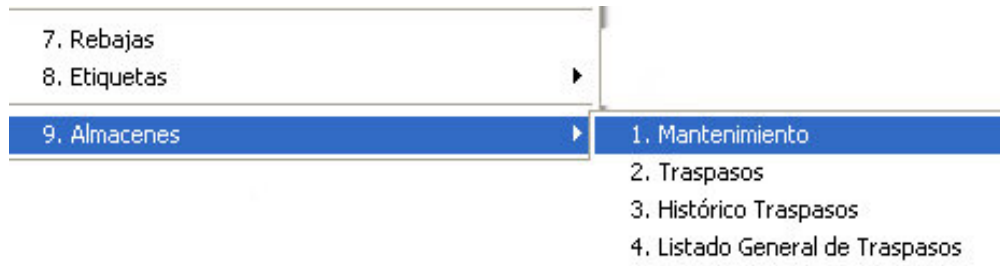 7. Rebajas
8. Etiquetas
9. Almacenes
1. Mantenimiento
2. Traspasos
3. Histórico Traspasos
4. Listado General de Traspasos